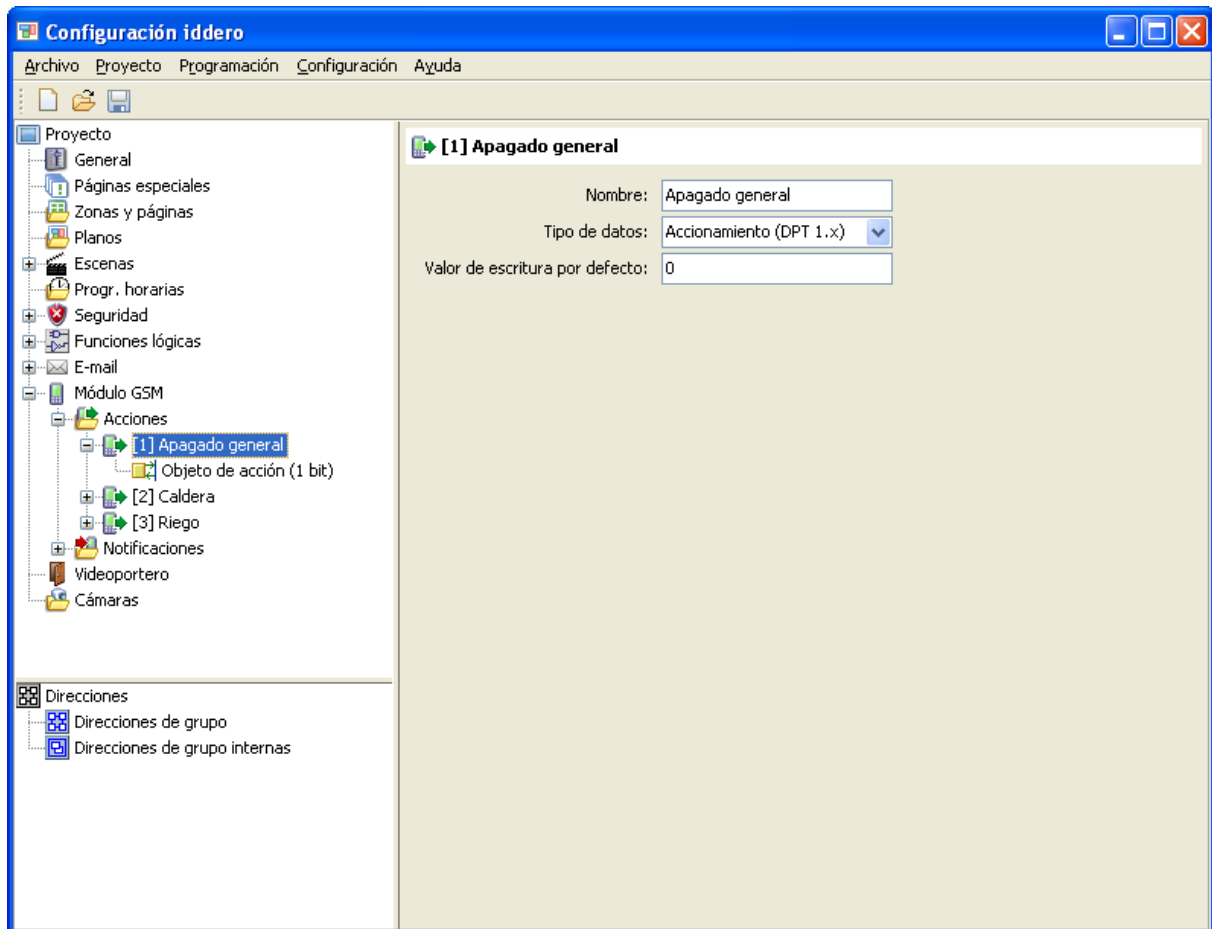 Configuración iddero
Archivo Proyecto Programación Configuración Ayuda
Proyecto
General
Páginas especiales
Zonas y páginas
Planos
Escenas
Progr. horarias
Seguridad
Funciones lógicas
E-mail
Módulo GSM
Acciones
[1] Apagado general
Objeto de acción (1 bit)
[2] Caldera
[3] Riego
Notificaciones
Videoportero
Cámaras
Direcciones
Direcciones de grupo
Direcciones de grupo internas
[1] Apagado general
Nombre: Apagado general
Tipo de datos: Accionamiento (DPT 1.x)
Valor de escritura por defecto: 0